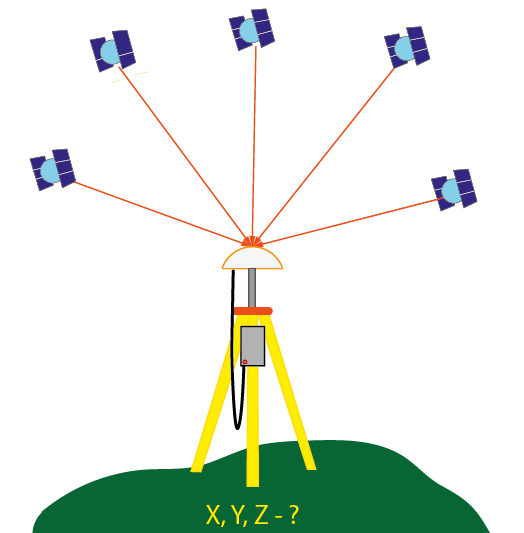 X, Y, Z - ?